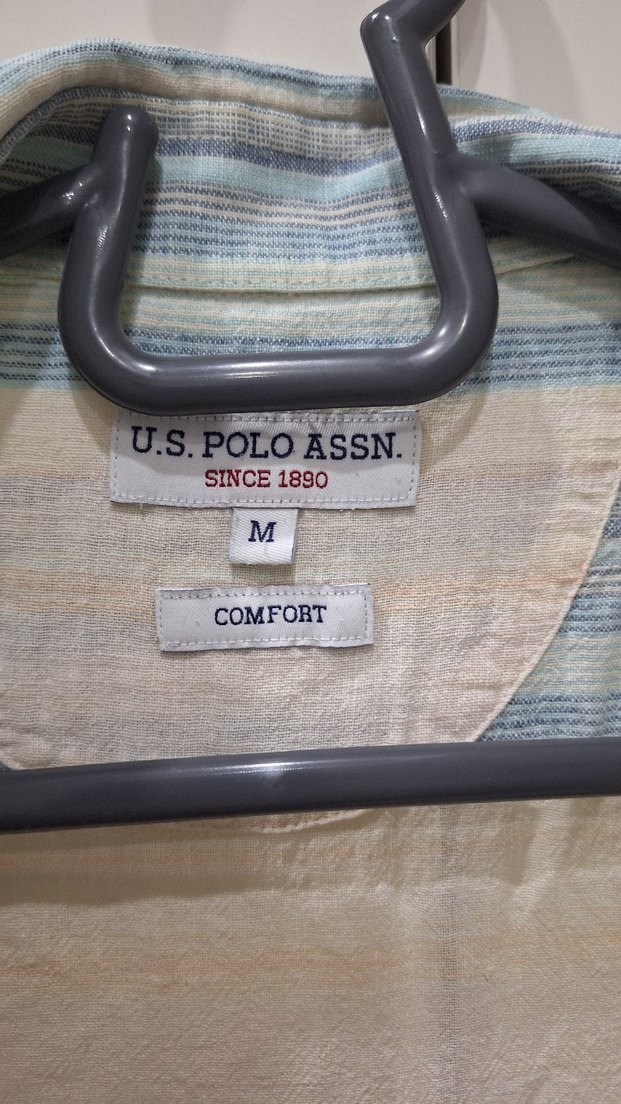 U.S. POLO ASSN.
SINCE 1890
M
COMFORT